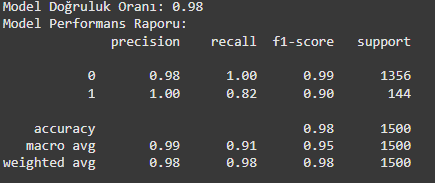 Model Doğruluk Oranı: 0.98
Model Performans Raporu:
precision recall f1-score support
0 0.98 1.00 0.99 1356
1 1.00 0.82 0.90 144
accuracy 0.98 1500
macro avg 0.99 0.91 0.95 1500
weighted avg 0.98 0.98 0.98 1500